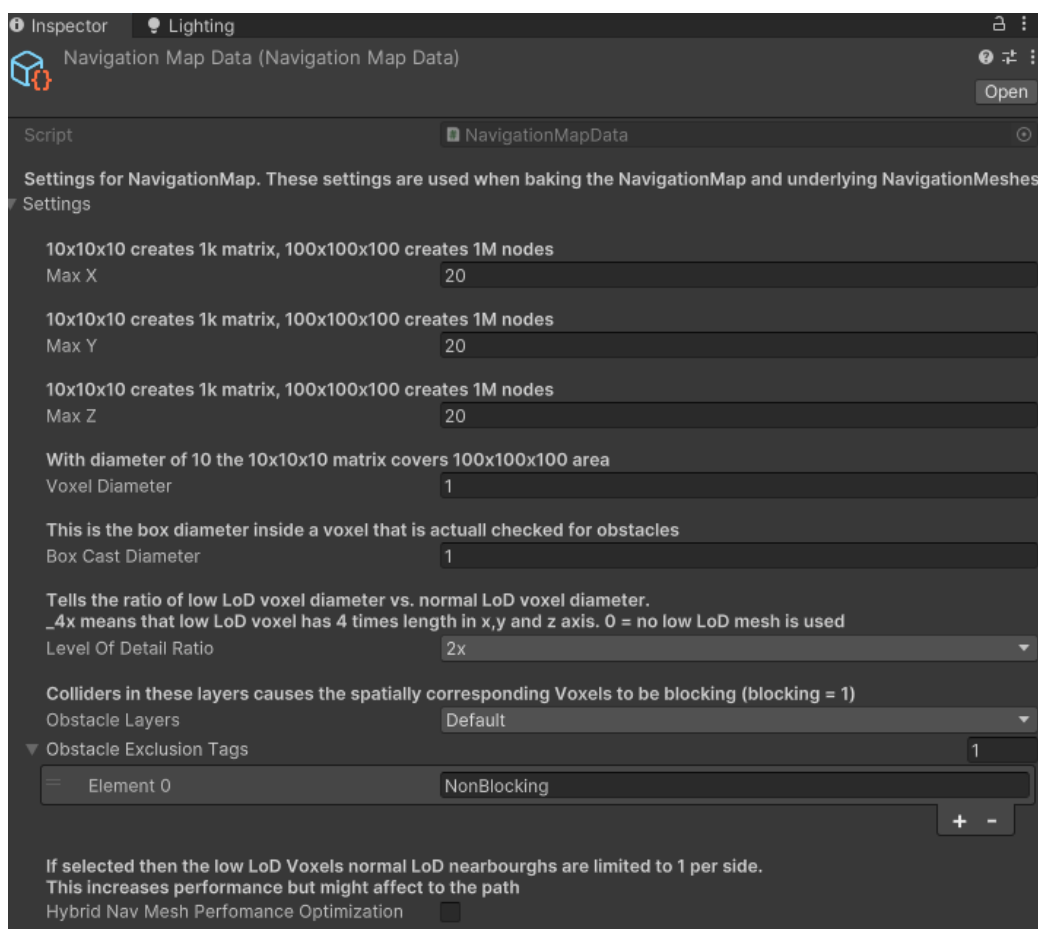 Inspector
Lighting
Navigation Map Data (Navigation Map Data)
Open
Script
NavigationMapData
Settings for NavigationMap. These settings are used when baking the NavigationMap and underlying NavigationMeshes
Settings
10x10x10 creates 1k matrix, 100x100x100 creates 1M nodes
Max X
20
10x10x10 creates 1k matrix, 100x100x100 creates 1M nodes
Max Y
20
10x10x10 creates 1k matrix, 100x100x100 creates 1M nodes
Max Z
20
With diameter of 10 the 10x10x10 matrix covers 100x100x100 area
Voxel Diameter
1
This is the box diameter inside a voxel that is actuall checked for obstacles
Box Cast Diameter
1
Tells the ratio of low LoD voxel diameter vs. normal LoD voxel diameter.
_4x means that low LoD voxel has 4 times length in x,y and z axis. 0 = no low LoD mesh is used
Level Of Detail Ratio
2x
Colliders in these layers causes the spatially corresponding Voxels to be blocking (blocking = 1)
Obstacle Layers
Default
Obstacle Exclusion Tags
1
Element 0
NonBlocking
+ -
If selected then the low LoD Voxels normal LoD nearbourghs are limited to 1 per side.
This increases performance but might affect to the path
Hybrid Nav Mesh Perfomance Optimization